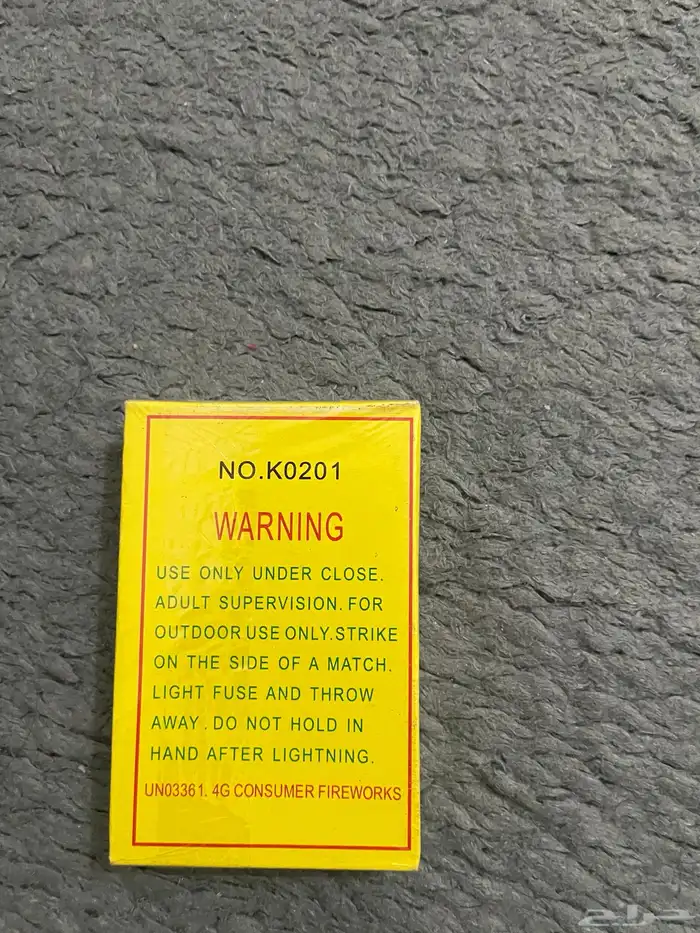 NO.K0201
WARNING
USE ONLY UNDER CLOSE.
ADULT SUPERVISION. FOR
OUTDOOR USE ONLY.STRIKE
ON THE SIDE OF A MATCH.
LIGHT FUSE AND THROW
AWAY. DO NOT HOLD IN
HAND AFTER LIGHTNING.
UN03361. 4G CONSUMER FIREWORKS
حراج